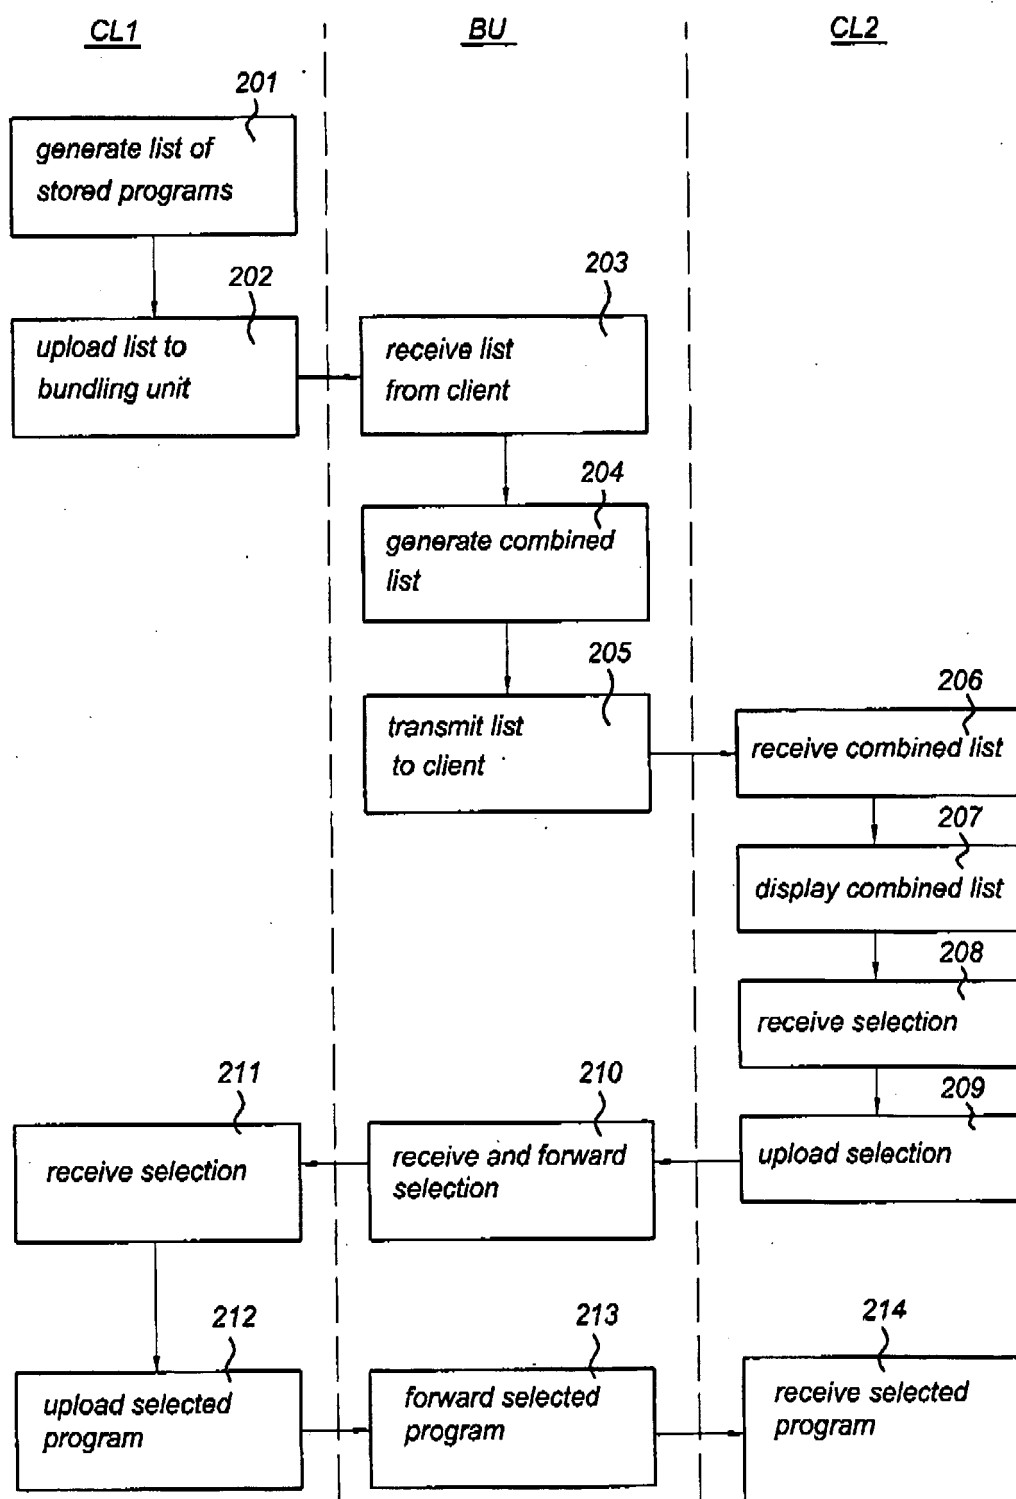 CL1
BU
CL2
201
generate list of
stored programs
202
upload list to
bundling unit
203
receive list
from client
204
generate combined
list
205
transmit list
to client
206
receive combined list
207
display combined list
208
receive selection
209
upload selection
210
receive and forward
selection
211
receive selection
212
upload selected
program
213
forward selected
program
214
receive selected
program